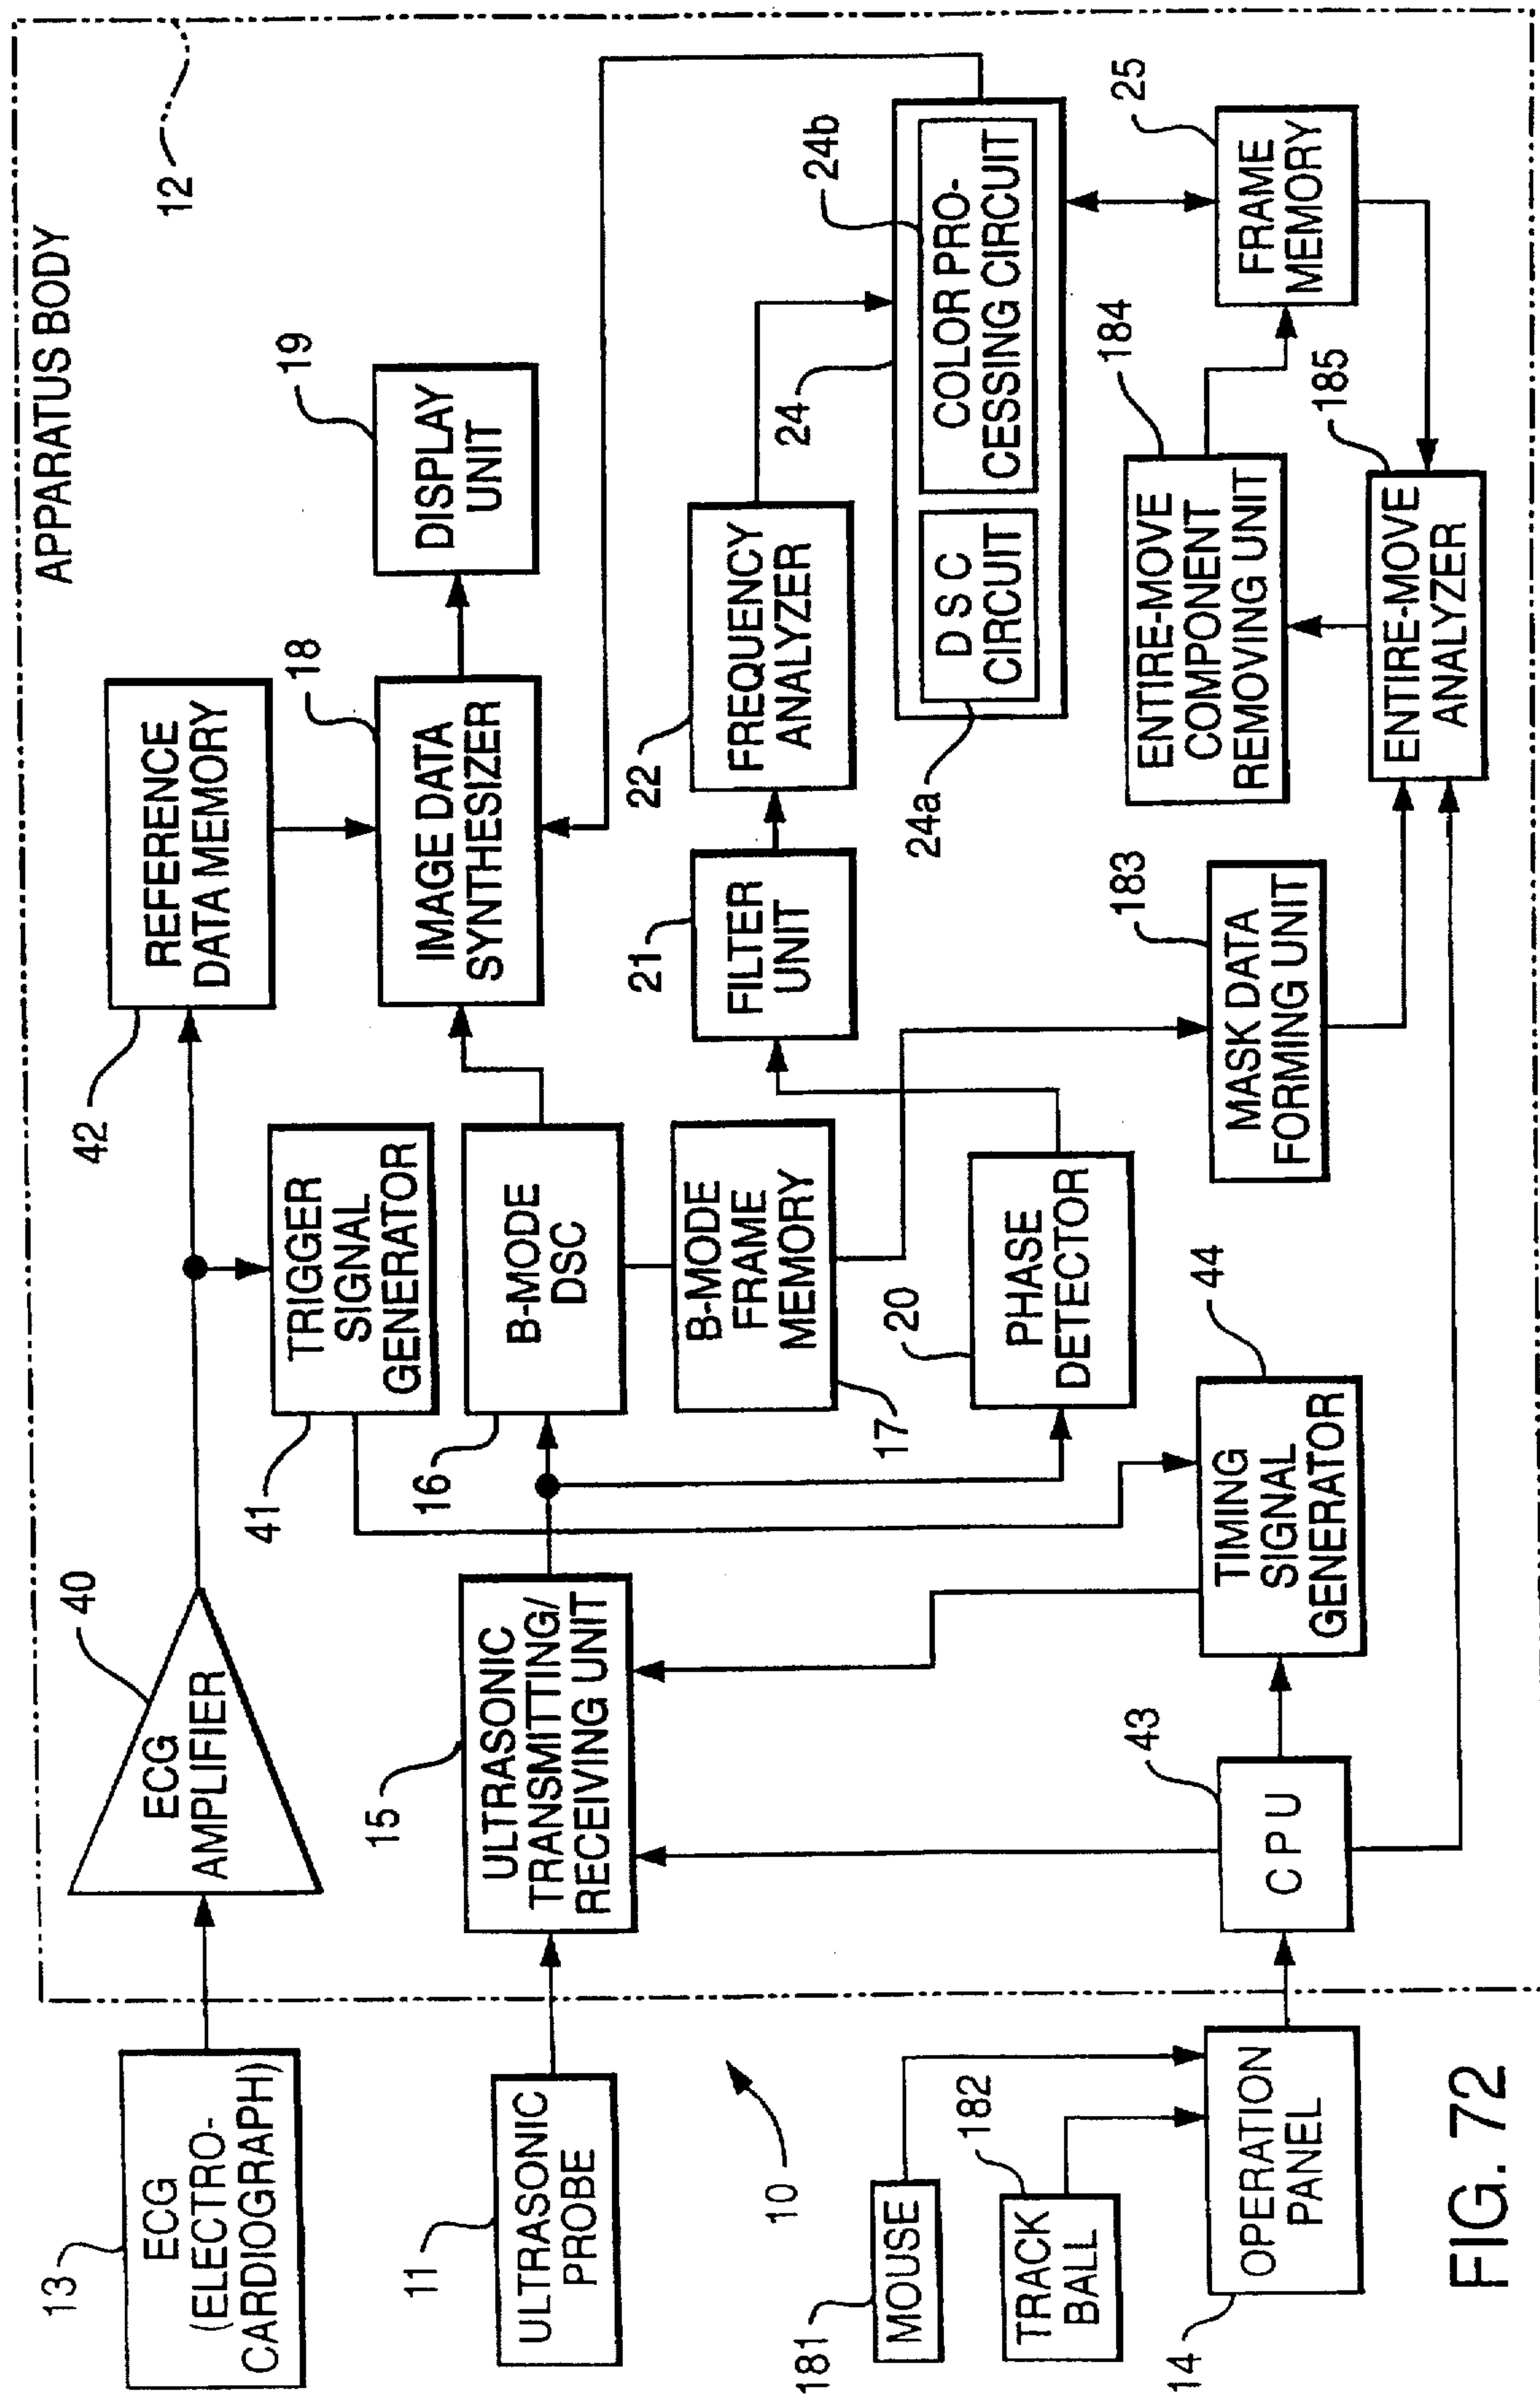 APPARATUS BODY
12
13
ECG
(ELECTRO-
CARDIOGRAPH)
40
ECG
AMPLIFIER
42
REFERENCE
DATA MEMORY
41
TRIGGER
SIGNAL
GENERATOR
11
ULTRASONIC
PROBE
15
ULTRASONIC
TRANSMITTING/
RECEIVING UNIT
16
B-MODE
DSC
18
IMAGE DATA
SYNTHESIZER
19
DISPLAY
UNIT
17
B-MODE
FRAME
MEMORY
21
FILTER
UNIT
22
FREQUENCY
ANALYZER
20
PHASE
DETECTOR
24
24a
DSC
CIRCUIT
24b
COLOR PRO-
CESSING CIRCUIT
10
181
MOUSE
182
TRACK
BALL
14
OPERATION
PANEL
43
CPU
44
TIMING
SIGNAL
GENERATOR
183
MASK DATA
FORMING UNIT
184
ENTIRE-MOVE
COMPONENT
REMOVING UNIT
25
FRAME
MEMORY
185
ENTIRE-MOVE
ANALYZER
FIG. 72